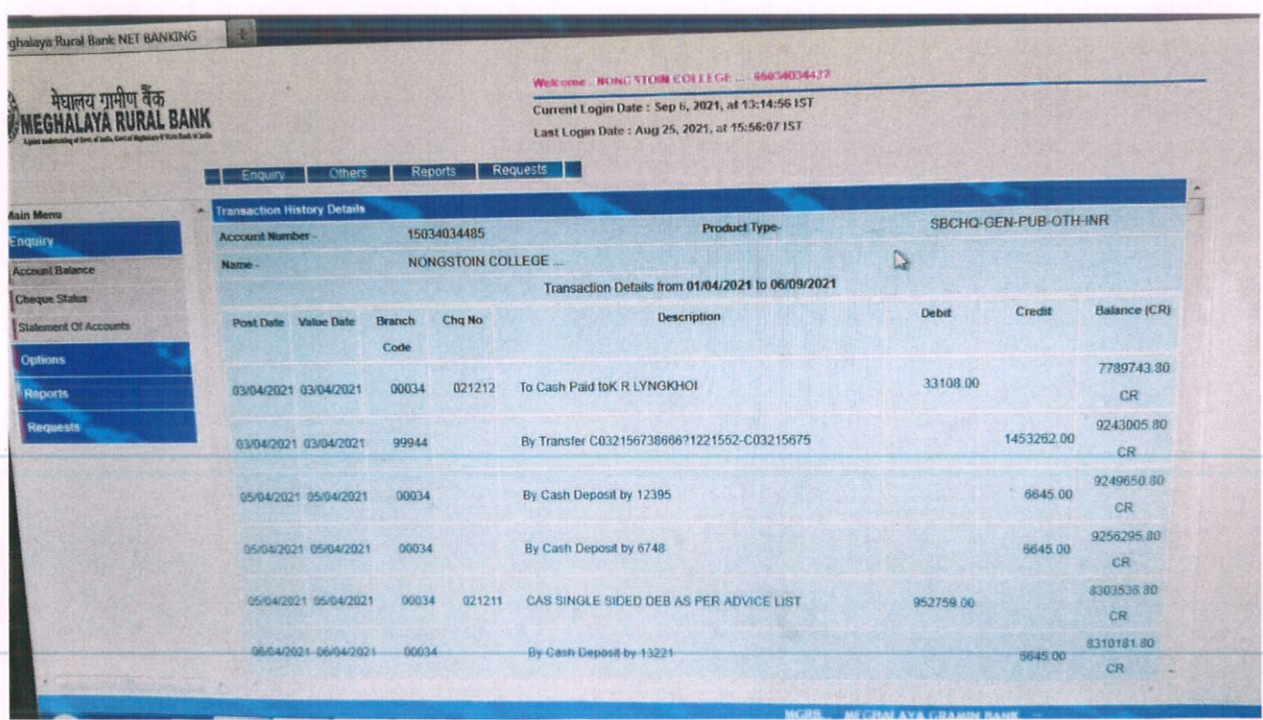 ghalaya Rural Bank NET BANKING
मेघालय ग्रामीण बैंक
MEGHALAYA RURAL BANK
Welcome : NONGSTOIN COLLEGE ...
Current Login Date : Sep 6, 2021, at 13:14:56 IST
Last Login Date : Aug 25, 2021, at 15:56:07 IST
Enquiry Others Reports Requests
Main Menu
Enquiry
Account Balance
Cheque Status
Statement Of Accounts
Options
Reports
Requests
Transaction History Details
Account Number - 15034034485 Product Type- SBCHQ-GEN-PUB-OTH-INR
Name - NONGSTOIN COLLEGE ...
Transaction Details from 01/04/2021 to 06/09/2021
Post Date Value Date Branch Code Chq No Description Debit Credit Balance (CR)
03/04/2021 03/04/2021 00034 021212 To Cash Paid toK R LYNGKHOI 33108.00 7789743.80 CR
03/04/2021 03/04/2021 99944 By Transfer 1453262.00 9243005.80 CR
05/04/2021 05/04/2021 00034 By Cash Deposit by 12395 6645.00 9249650.80 CR
05/04/2021 05/04/2021 00034 By Cash Deposit by 6748 6645.00 9256295.80 CR
05/04/2021 05/04/2021 00034 021211 CAS SINGLE SIDED DEB AS PER ADVICE LIST 952759.00 8303536.80 CR
06/04/2021 06/04/2021 00034 By Cash Deposit by 13221 6645.00 8310181.80 CR
MEGHALAYA GRAMIN BANK